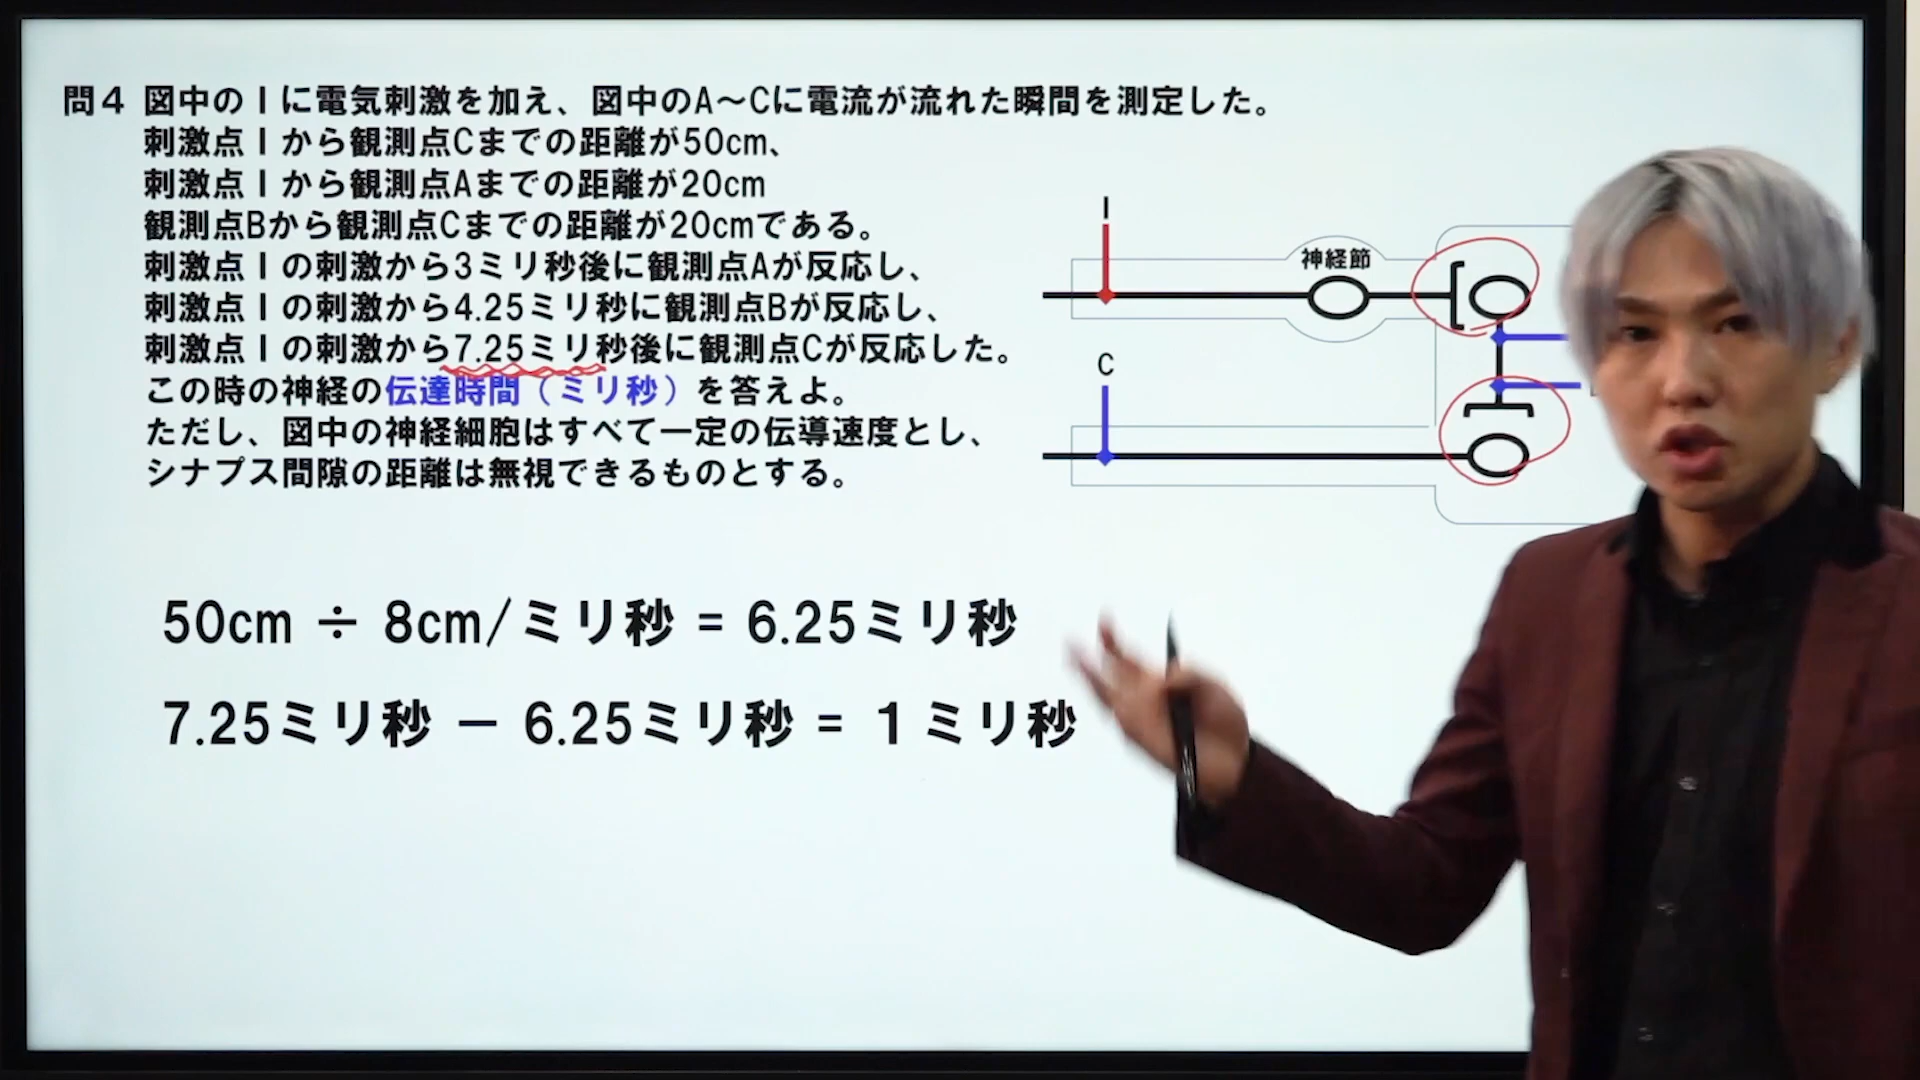 問4 図中のIに電気刺激を加え、図中のA～Cに電流が流れた瞬間を測定した。
刺激点Iから観測点Cまでの距離が50cm、
刺激点Iから観測点Aまでの距離が20cm
観測点Bから観測点Cまでの距離が20cmである。
刺激点Iの刺激から3ミリ秒後に観測点Aが反応し、
刺激点Iの刺激から4.25ミリ秒に観測点Bが反応し、
刺激点Iの刺激から7.25ミリ秒後に観測点Cが反応した。
この時の神経の伝達時間（ミリ秒）を答えよ。
ただし、図中の神経細胞はすべて一定の伝導速度とし、
シナプス間隙の距離は無視できるものとする。
I
神経節
C
50cm ÷ 8cm/ミリ秒 = 6.25ミリ秒
7.25ミリ秒 － 6.25ミリ秒 = 1ミリ秒